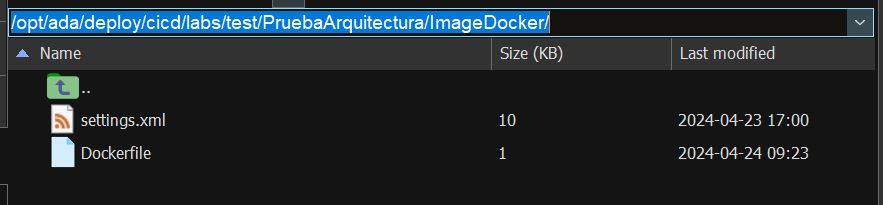 /opt/ada/deploy/cicd/labs/test/PruebaArquitectura/ImageDocker/
Name Size (KB) Last modified
..
settings.xml 10 2024-04-23 17:00
Dockerfile 1 2024-04-24 09:23